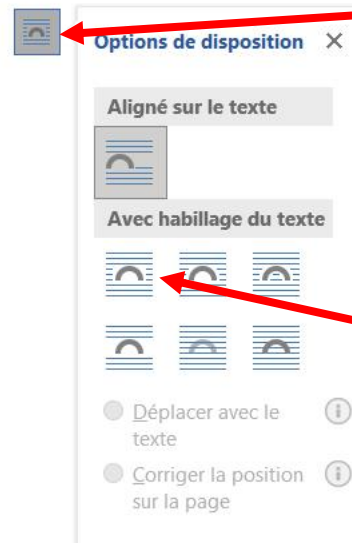 Options de disposition
Aligné sur le texte
Avec habillage du texte
Déplacer avec le
texte
Corriger la position
sur la page